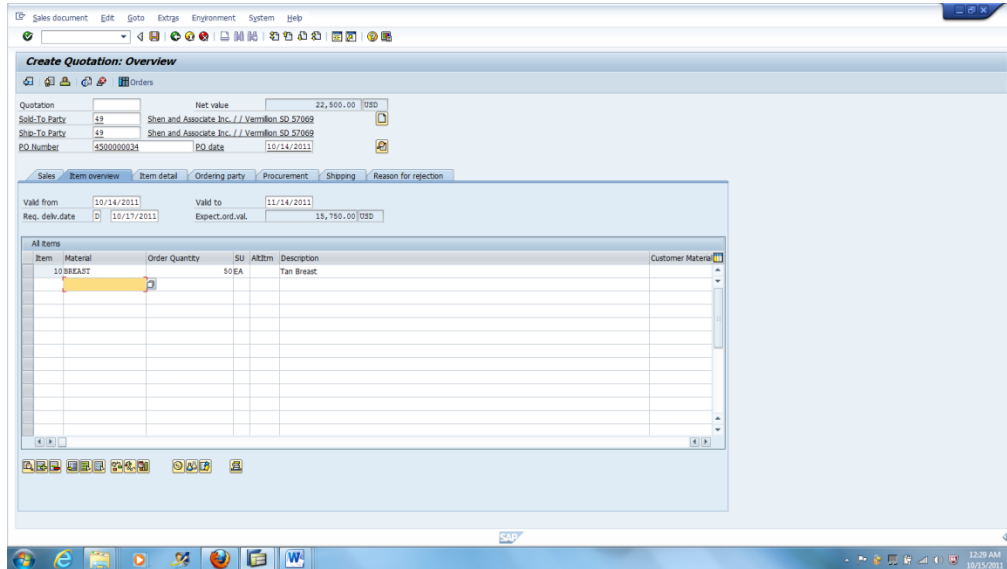 Sales document Edit Goto Extras Environment System Help
Create Quotation: Overview
Orders
Quotation Net value 22,500.00 USD
Sold-To Party 49 Shen and Associate Inc. / / Vermilion SD 57069
Ship-To Party 49 Shen and Associate Inc. / / Vermilion SD 57069
PO Number 4500000034 PO date 10/14/2011
Sales Item overview Item detail Ordering party Procurement Shipping Reason for rejection
Valid from 10/14/2011 Valid to 11/14/2011
Req. deliv.date D 10/17/2011 Expect.ord.val. 15,750.00 USD
All items
Item Material Order Quantity SU AltItm Description Customer Material
10 BREAST 50 EA Tan Breast
SAP
W
12:29 AM
10/15/2011